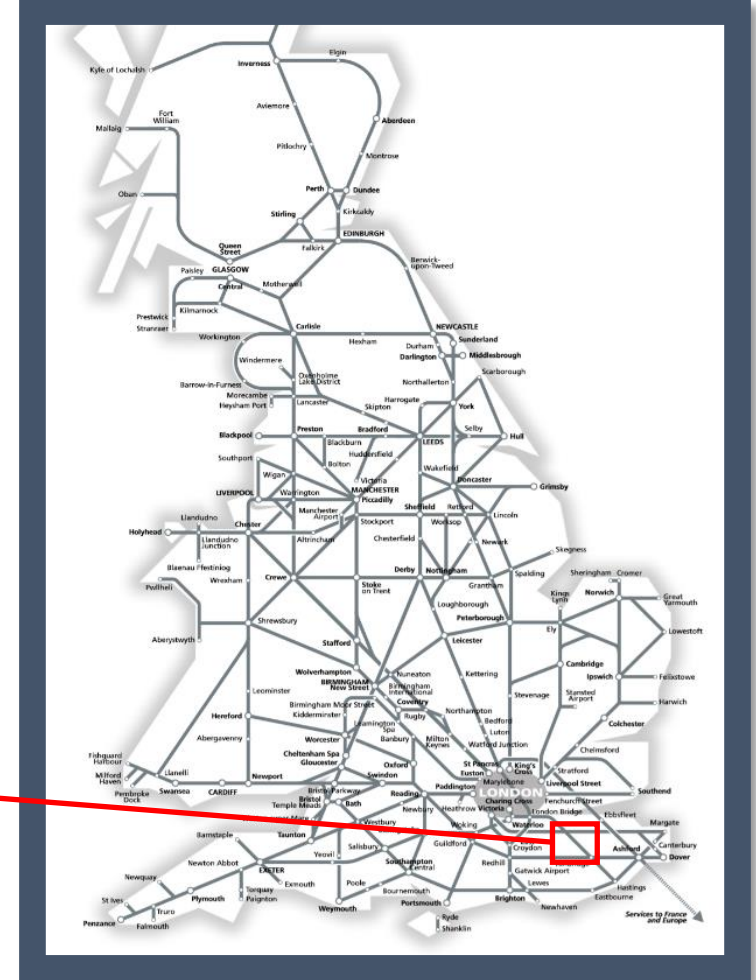 Elgin
Inverness
Kyle of Lochalsh
Aviemore
Fort
William
Aberdeen
Mallaig
Pitlochry
Montrose
Perth
Dundee
Oban
Stirling
Kirkcaldy
EDINBURGH
Queen
Street
Falkirk
Berwick-
upon-Tweed
Paisley
GLASGOW
Central
Motherwell
Prestwick
Kilmarnock
Stranraer
Carlisle
NEWCASTLE
Workington
Hexham
Sunderland
Durham
Darlington
Middlesbrough
Windermere
Oxenholme
Lake District
Northallerton
Scarborough
Barrow-in-Furness
Morecambe
Heysham Port
Lancaster
Harrogate
Skipton
York
Blackpool
Preston
Bradford
LEEDS
Selby
Hull
Blackburn
Southport
Huddersfield
Bolton
Wakefield
Wigan
Victoria
Doncaster
LIVERPOOL
Warrington
MANCHESTER
Piccadilly
Grimsby
Manchester
Airport
Sheffield
Retford
Llandudno
Stockport
Worksop
Lincoln
Holyhead
Chester
Llandudno
Junction
Altrincham
Chesterfield
Newark
Skegness
Blaenau Ffestiniog
Wrexham
Crewe
Stoke
on Trent
Derby
Nottingham
Grantham
Spalding
Sheringham
Cromer
Pwllheli
Kings
Lynn
Norwich
Great
Yarmouth
Loughborough
Peterborough
Shrewsbury
Ely
Lowestoft
Aberystwyth
Stafford
Leicester
Wolverhampton
Cambridge
BIRMINGHAM
New Street
Nuneaton
Kettering
Ipswich
Felixstowe
Birmingham
International
Leominster
Stevenage
Stansted
Airport
Birmingham Moor Street
Coventry
Harwich
Hereford
Kidderminster
Rugby
Northampton
Leamington
Spa
Bedford
Colchester
Abergavenny
Worcester
Banbury
Milton
Keynes
Luton
Cheltenham Spa
Watford Junction
Chelmsford
Fishguard
Harbour
Gloucester
Oxford
St Pancras
King's
Cross
Stratford
Milford
Haven
Llanelli
Newport
Swindon
Euston
Marylebone
Liverpool Street
Pembroke
Dock
Swansea
CARDIFF
Bristol Parkway
Reading
Paddington
LONDON
Southend
Bristol
Temple Meads
Bath
Newbury
Heathrow
Victoria
Charing Cross
Fenchurch Street
London Bridge
Ebbsfleet
Westbury
Woking
Waterloo
Margate
Barnstaple
Taunton
Salisbury
Guildford
Croydon
Ashford
Canterbury
Yeovil
Dover
Newton Abbot
EXETER
Southampton
Central
Redhill
Gatwick Airport
Newquay
Exmouth
Poole
Lewes
Hastings
St Ives
Plymouth
Torquay
Paignton
Bournemouth
Eastbourne
Truro
Weymouth
Portsmouth
Brighton
Newhaven
Penzance
Falmouth
Ryde
Shanklin
Services to France
and Europe